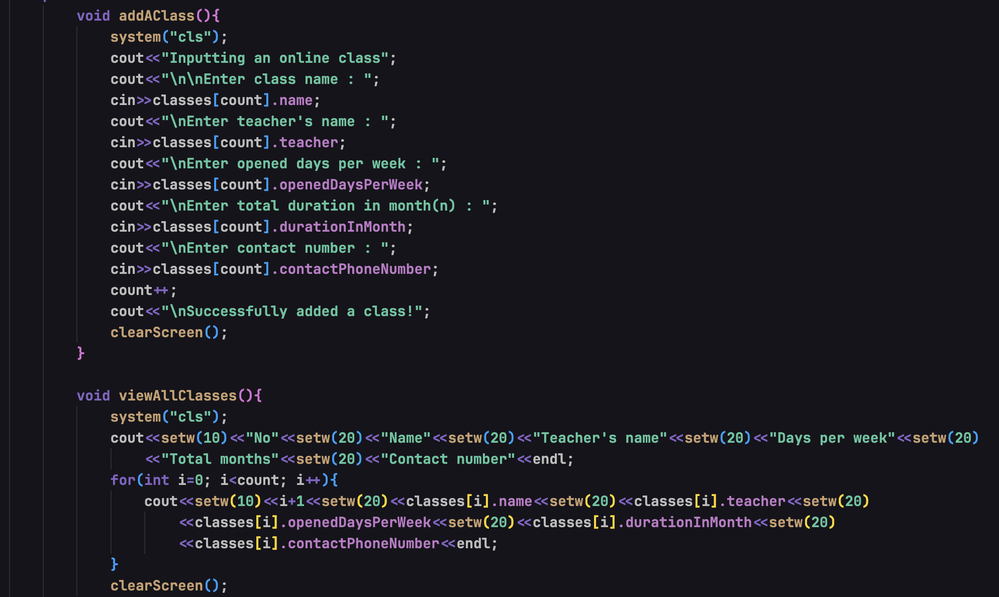 void addAClass(){
system("cls");
cout<<"Inputting an online class";
cout<<"\n\nEnter class name : ";
cin>>classes[count].name;
cout<<"\nEnter teacher's name : ";
cin>>classes[count].teacher;
cout<<"\nEnter opened days per week : ";
cin>>classes[count].openedDaysPerWeek;
cout<<"\nEnter total duration in month(n) : ";
cin>>classes[count].durationInMonth;
cout<<"\nEnter contact number : ";
cin>>classes[count].contactPhoneNumber;
count++;
cout<<"\nSuccessfully added a class!";
clearScreen();
}
void viewAllClasses(){
system("cls");
cout<<setw(10)<<"No"<<setw(20)<<"Name"<<setw(20)<<"Teacher's name"<<setw(20)<<"Days per week"<<setw(20)
<<"Total months"<<setw(20)<<"Contact number"<<endl;
for(int i=0; i<count; i++){
cout<<setw(10)<<i+1<<setw(20)<<classes[i].name<<setw(20)<<classes[i].teacher<<setw(20)
<<classes[i].openedDaysPerWeek<<setw(20)<<classes[i].durationInMonth<<setw(20)
<<classes[i].contactPhoneNumber<<endl;
}
clearScreen();